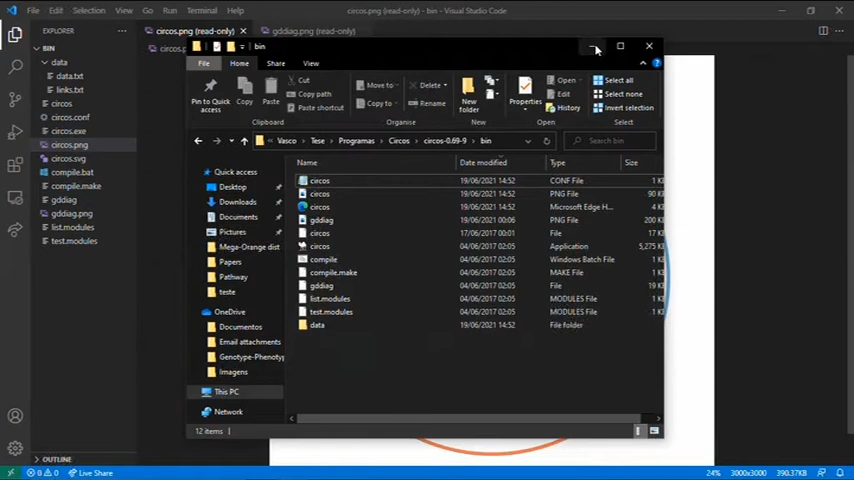 File Edit Selection View Go Run Terminal Help
circos.png (read-only) - bin - Visual Studio Code
EXPLORER
circos.png (read-only)
gddiag.png (read-only)
BIN
data
data.txt
links.txt
circos
circos.conf
circos.exe
circos.png
circos.svg
compile.bat
compile.make
gddiag
gddiag.png
list.modules
test.modules
OUTLINE
bin
File Home Share View
Pin to Quick access
Copy
Paste
Cut
Copy path
Paste shortcut
Clipboard
Move to
Copy to
Delete
Rename
Organise
New folder
New
Properties
Open
Edit
History
Open
Select all
Select none
Invert selection
Select
Vasco > Tese > Programas > Circos > circos-0.69-9 > bin
Search bin
Quick access
Desktop
Downloads
Documents
Pictures
Mega-Orange dist
Papers
Pathway
teste
OneDrive
Documentos
Email attachments
Genotype-Phenoty
Imagens
This PC
Network
Name Date modified Type Size
circos 19/06/2021 14:52 CONF File 1 K
circos 19/06/2021 14:52 PNG File 90 K
circos 19/06/2021 14:52 Microsoft Edge H... 4 K
gddiag 19/06/2021 00:06 PNG File 200 K
circos 17/06/2021 00:01 File 17 K
circos 04/06/2017 02:05 Application 5,275 K
compile 04/06/2017 02:05 Windows Batch File 1 K
compile.make 04/06/2017 02:05 MAKE File 1 K
gddiag 04/06/2017 02:05 File 19 K
list.modules 04/06/2017 02:05 MODULES File 1 K
test.modules 04/06/2017 02:05 MODULES File 1 K
data 19/06/2021 14:52 File folder
12 items
0 0 Live Share
24% 3000x3000 390.37KB